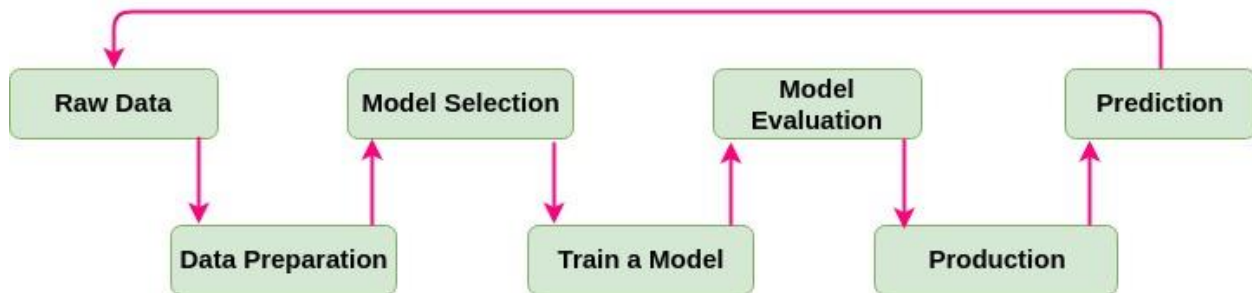 Raw Data
Model Selection
Model
Evaluation
Prediction
Data Preparation
Train a Model
Production